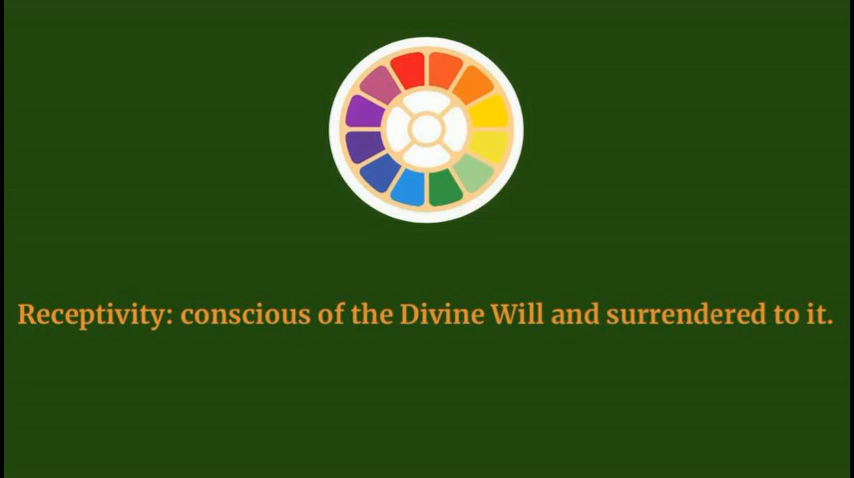 Receptivity: conscious of the Divine Will and surrendered to it.